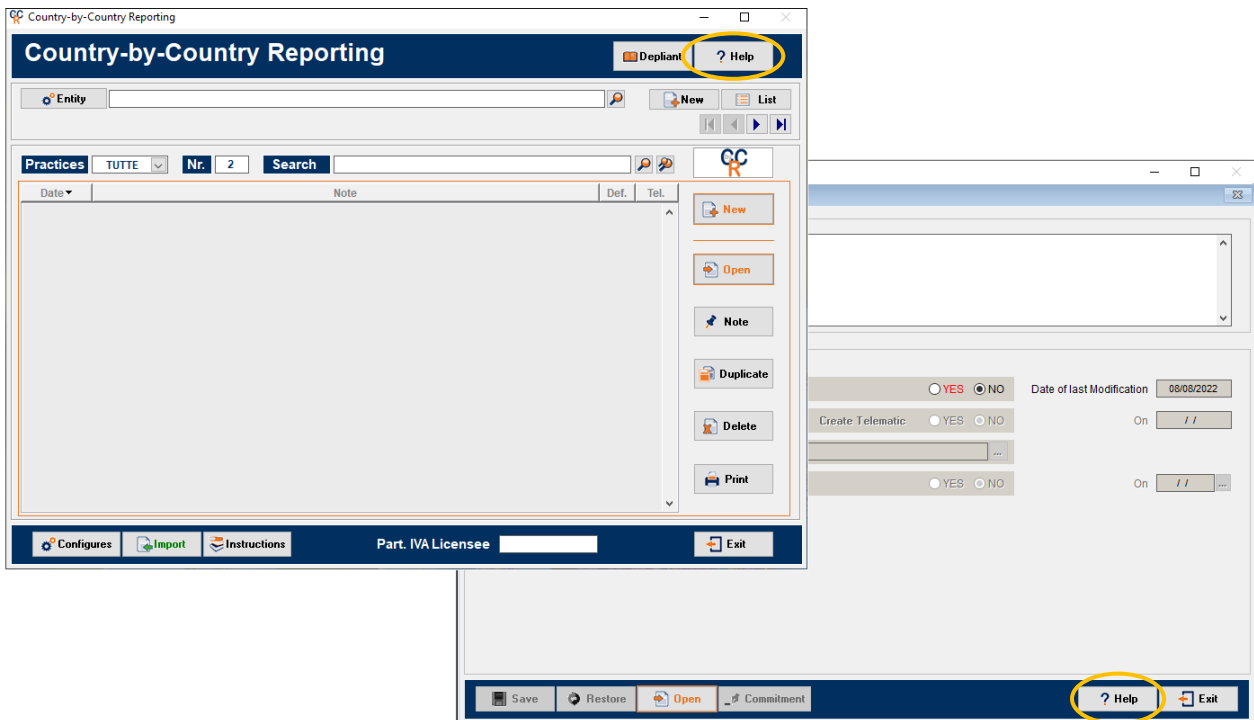 Country-by-Country Reporting
Country-by-Country Reporting
Depliant
? Help
Entity
New
List
Practices TUTTE Nr. 2 Search
CCR
Date Note Def. Tel.
New
Open
Note
Duplicate
Delete
Print
Configures Import Instructions Part. IVA Licensee Exit
YES NO Date of last Modification 08/08/2022
Create Telematic YES NO On / /
...
YES NO On / / ...
Save Restore Open Commitment ? Help Exit